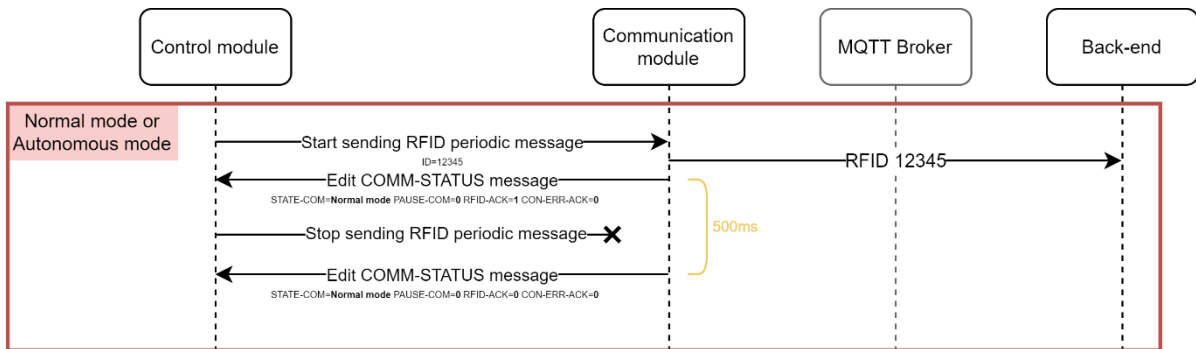 Control module
Communication
module
MQTT Broker
Back-end
Normal mode or
Autonomous mode
Start sending RFID periodic message
ID=12345
RFID 12345
Edit COMM-STATUS message
STATE-COM=Normal mode PAUSE-COM=0 RFID-ACK=1 CON-ERR-ACK=0
500ms
Stop sending RFID periodic message
Edit COMM-STATUS message
STATE-COM=Normal mode PAUSE-COM=0 RFID-ACK=0 CON-ERR-ACK=0